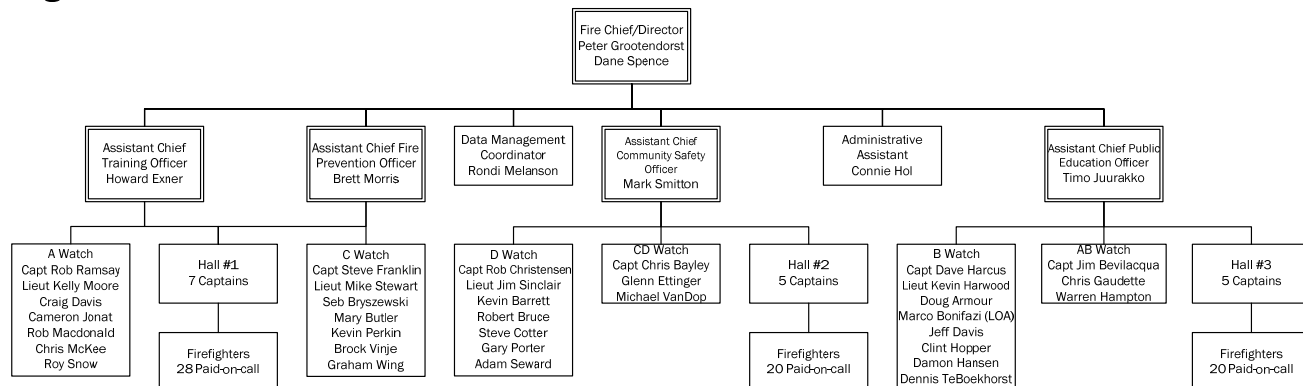 Fire Chief/Director
Peter Grootendorst
Dane Spence
Assistant Chief
Training Officer
Howard Exner
Assistant Chief Fire
Prevention Officer
Brett Morris
Data Management
Coordinator
Rondi Melanson
Assistant Chief
Community Safety
Officer
Mark Smitton
Administrative
Assistant
Connie Hol
Assistant Chief Public
Education Officer
Timo Juurakko
A Watch
Capt Rob Ramsay
Lieut Kelly Moore
Craig Davis
Cameron Jonat
Rob Macdonald
Chris McKee
Roy Snow
Hall #1
7 Captains
Firefighters
28 Paid-on-call
C Watch
Capt Steve Franklin
Lieut Mike Stewart
Seb Bryszewski
Mary Butler
Kevin Perkin
Brock Vinje
Graham Wing
D Watch
Capt Rob Christensen
Lieut Jim Sinclair
Kevin Barrett
Robert Bruce
Steve Cotter
Gary Porter
Adam Seward
CD Watch
Capt Chris Bayley
Glenn Ettinger
Michael VanDop
Hall #2
5 Captains
Firefighters
20 Paid-on-call
B Watch
Capt Dave Harcus
Lieut Kevin Harwood
Doug Armour
Marco Bonifazi (LOA)
Jeff Davis
Clint Hopper
Damon Hansen
Dennis TeBoekhorst
AB Watch
Capt Jim Bevilacqua
Chris Gaudette
Warren Hampton
Hall #3
5 Captains
Firefighters
20 Paid-on-call